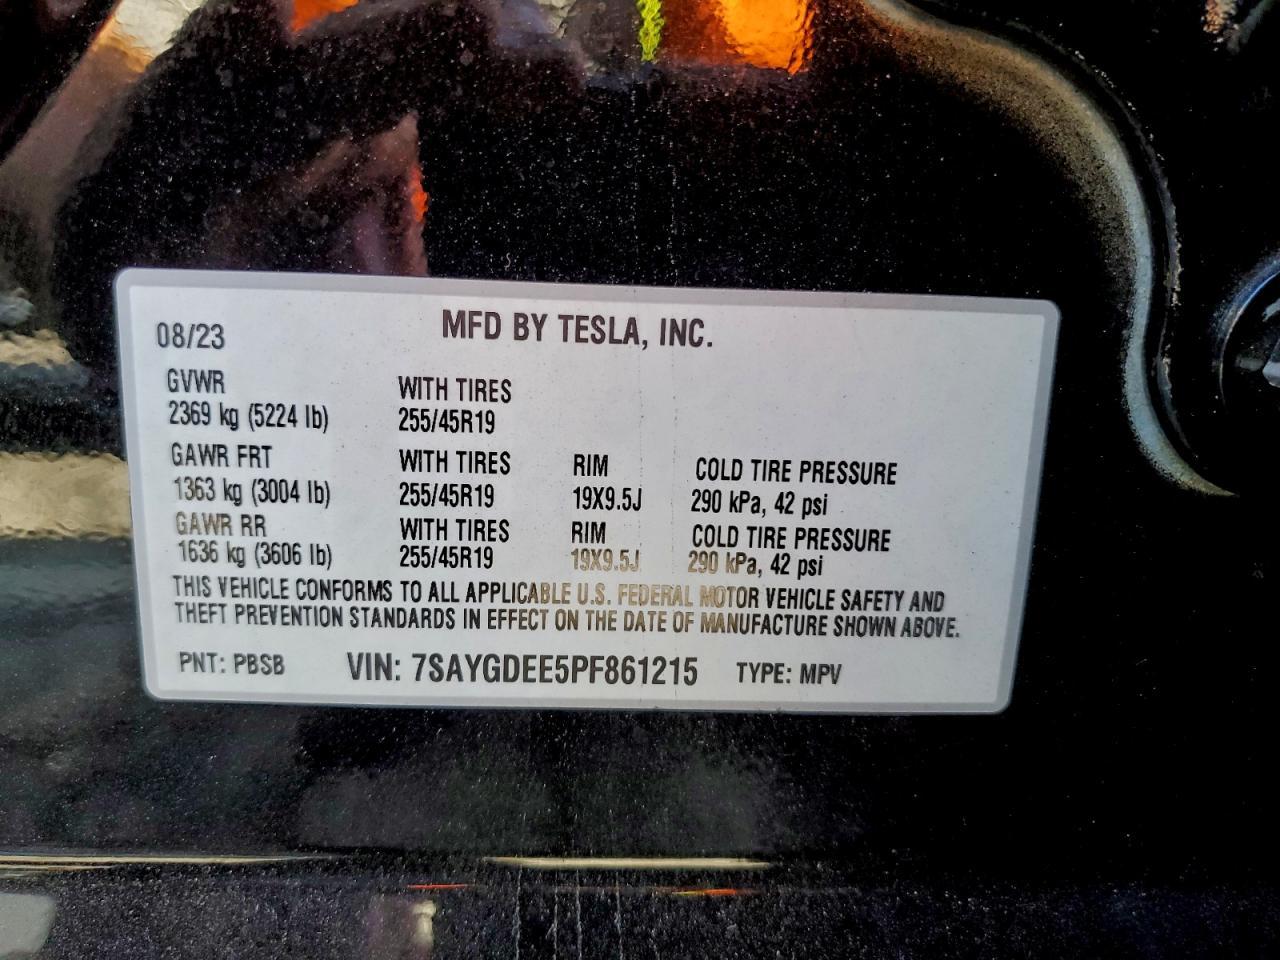 08/23 MFD BY TESLA, INC.
GVWR WITH TIRES
2369 kg (5224 lb) 255/45R19
GAWR FRT WITH TIRES RIM COLD TIRE PRESSURE
1363 kg (3004 lb) 255/45R19 19X9.5J 290 kPa, 42 psi
GAWR RR WITH TIRES RIM COLD TIRE PRESSURE
1636 kg (3606 lb) 255/45R19 19X9.5J 290 kPa, 42 psi
THIS VEHICLE CONFORMS TO ALL APPLICABLE U.S. FEDERAL MOTOR VEHICLE SAFETY AND
THEFT PREVENTION STANDARDS IN EFFECT ON THE DATE OF MANUFACTURE SHOWN ABOVE.
PNT: PBSB VIN: 7SAYGDEE5PF861215 TYPE: MPV